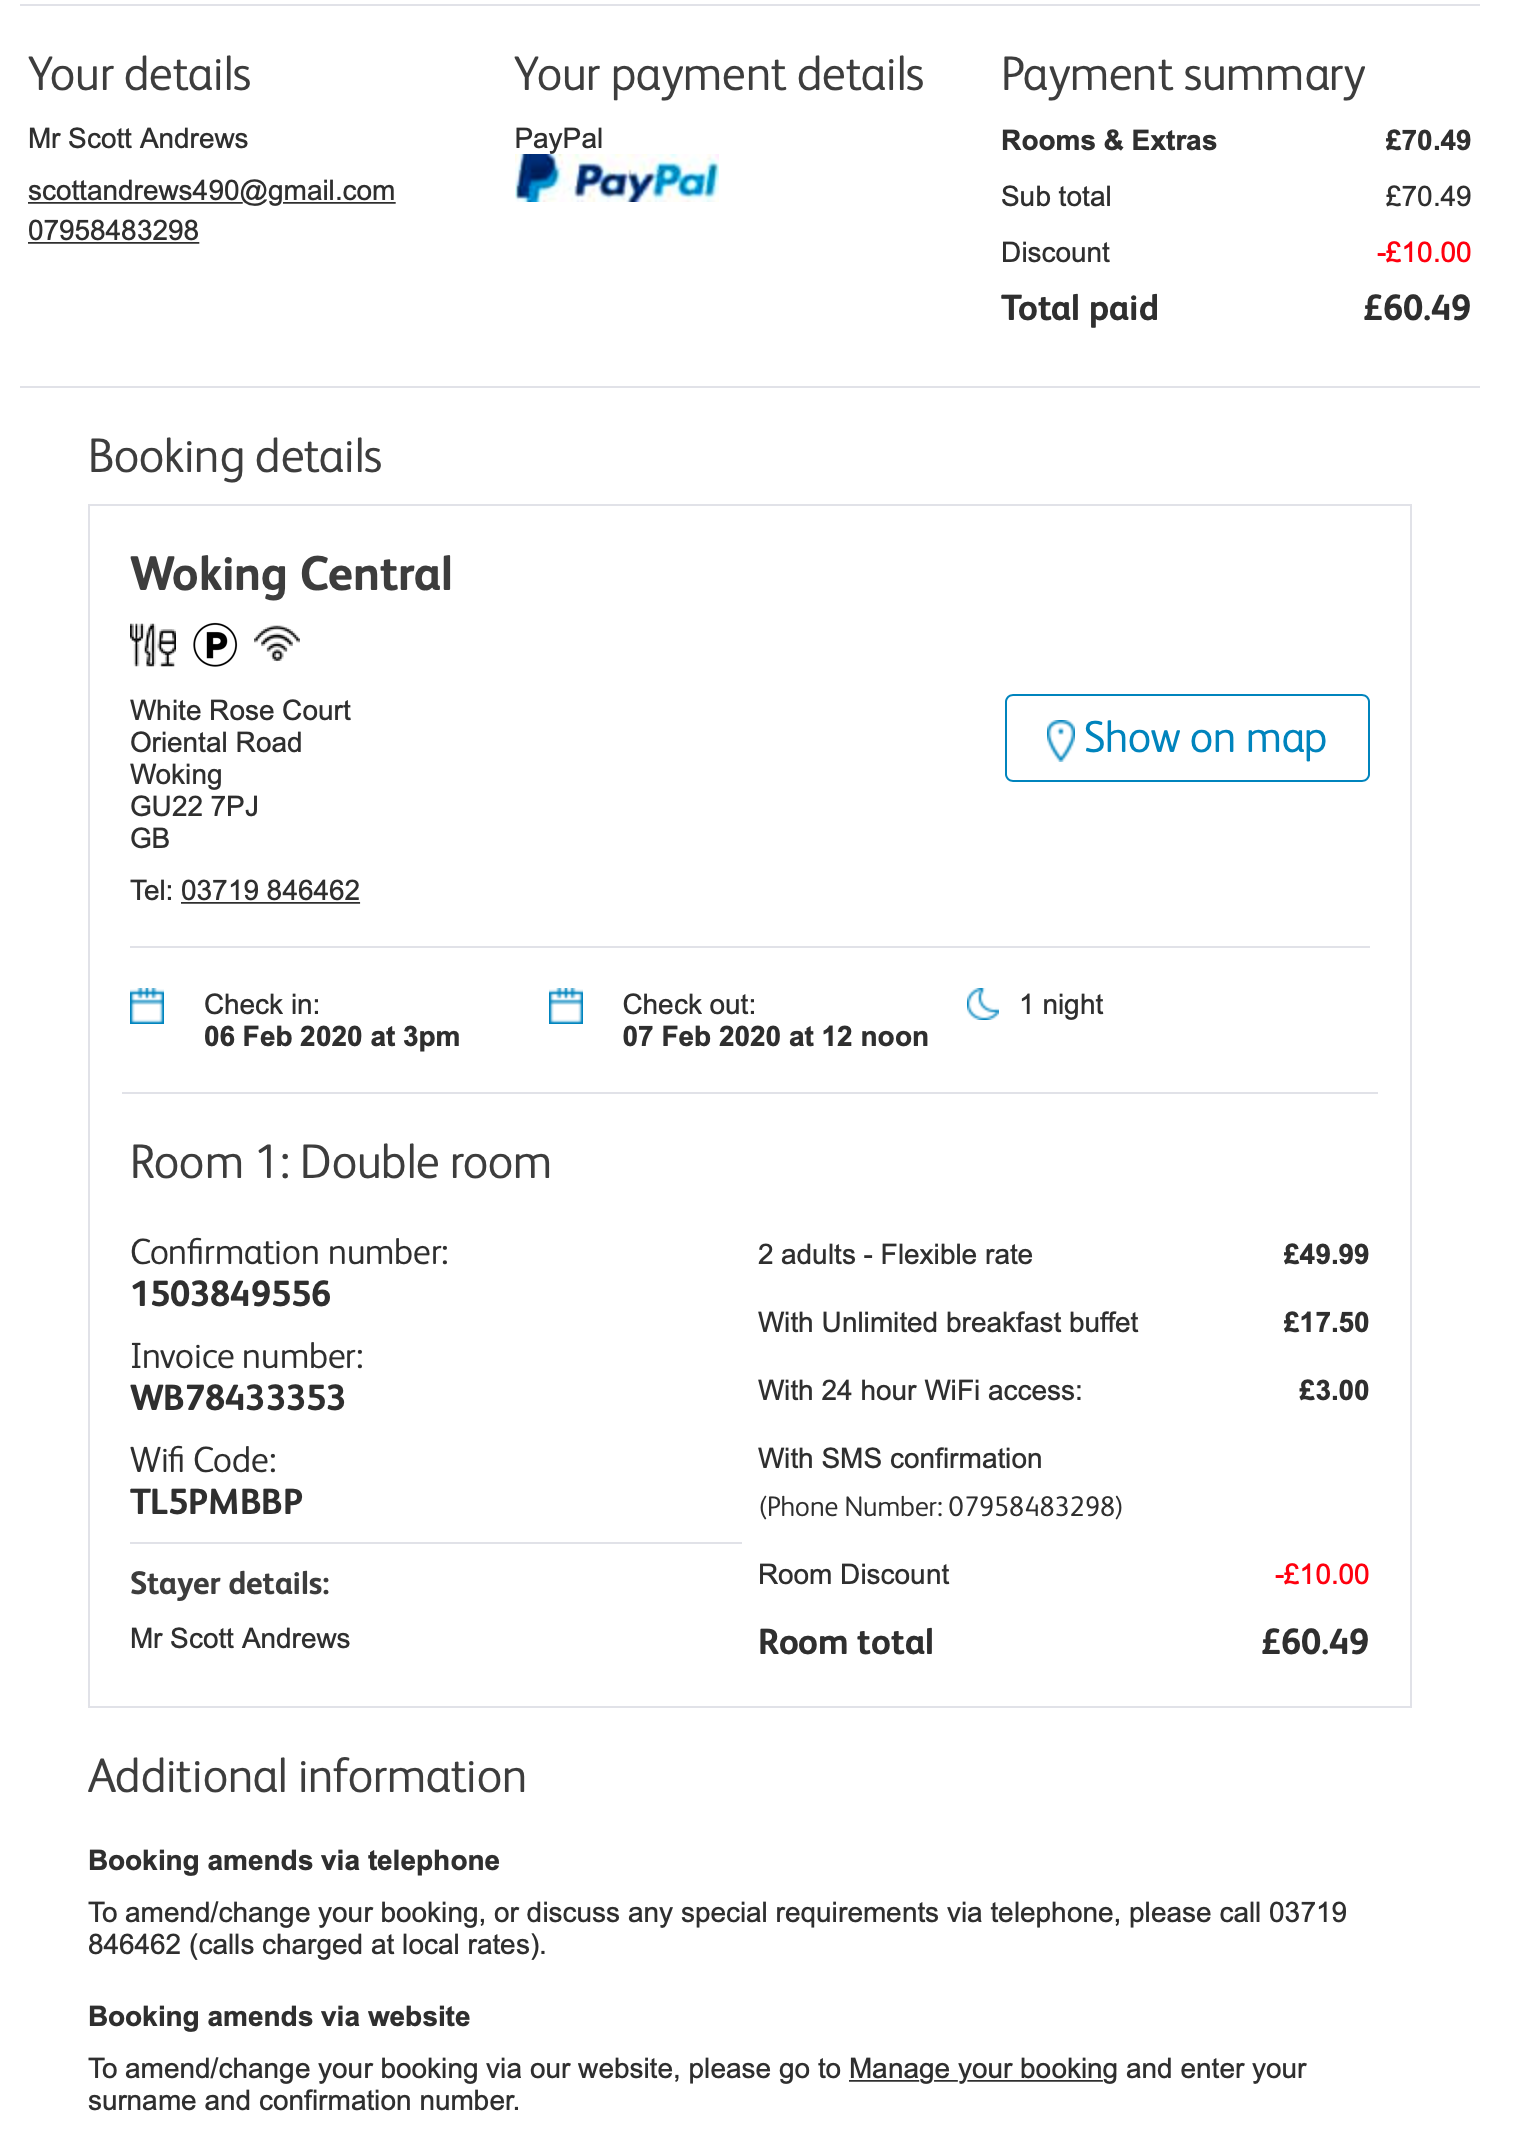 Your details
Mr Scott Andrews
scottandrews490@gmail.com
07958483298
Your payment details
PayPal
PayPal
Payment summary
Rooms & Extras £70.49
Sub total £70.49
Discount -£10.00
Total paid £60.49
Booking details
Woking Central
P
White Rose Court
Oriental Road
Woking
GU22 7PJ
GB
Show on map
Tel: 03719 846462
Check in:
06 Feb 2020 at 3pm
Check out:
07 Feb 2020 at 12 noon
1 night
Room 1: Double room
Confirmation number:
1503849556
Invoice number:
WB78433353
Wifi Code:
TL5PMBBP
Stayer details:
Mr Scott Andrews
2 adults - Flexible rate £49.99
With Unlimited breakfast buffet £17.50
With 24 hour WiFi access: £3.00
With SMS confirmation
(Phone Number: 07958483298)
Room Discount -£10.00
Room total £60.49
Additional information
Booking amends via telephone
To amend/change your booking, or discuss any special requirements via telephone, please call 03719
846462 (calls charged at local rates).
Booking amends via website
To amend/change your booking via our website, please go to Manage your booking and enter your
surname and confirmation number.